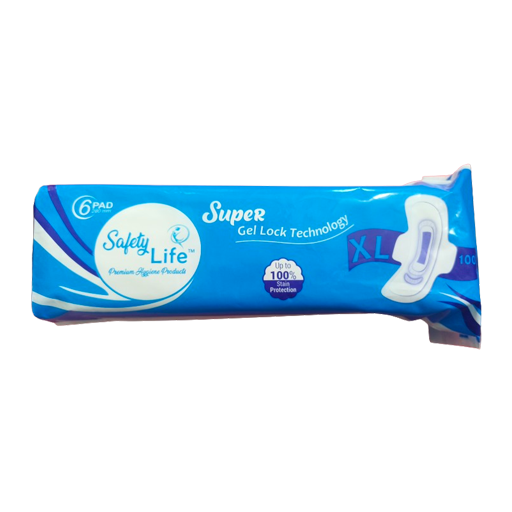 6 PAD
Safety
Life™
Premium Hygiene Products
Super
Gel Lock Technology
Up to
100%
Stain
Protection
XL
100